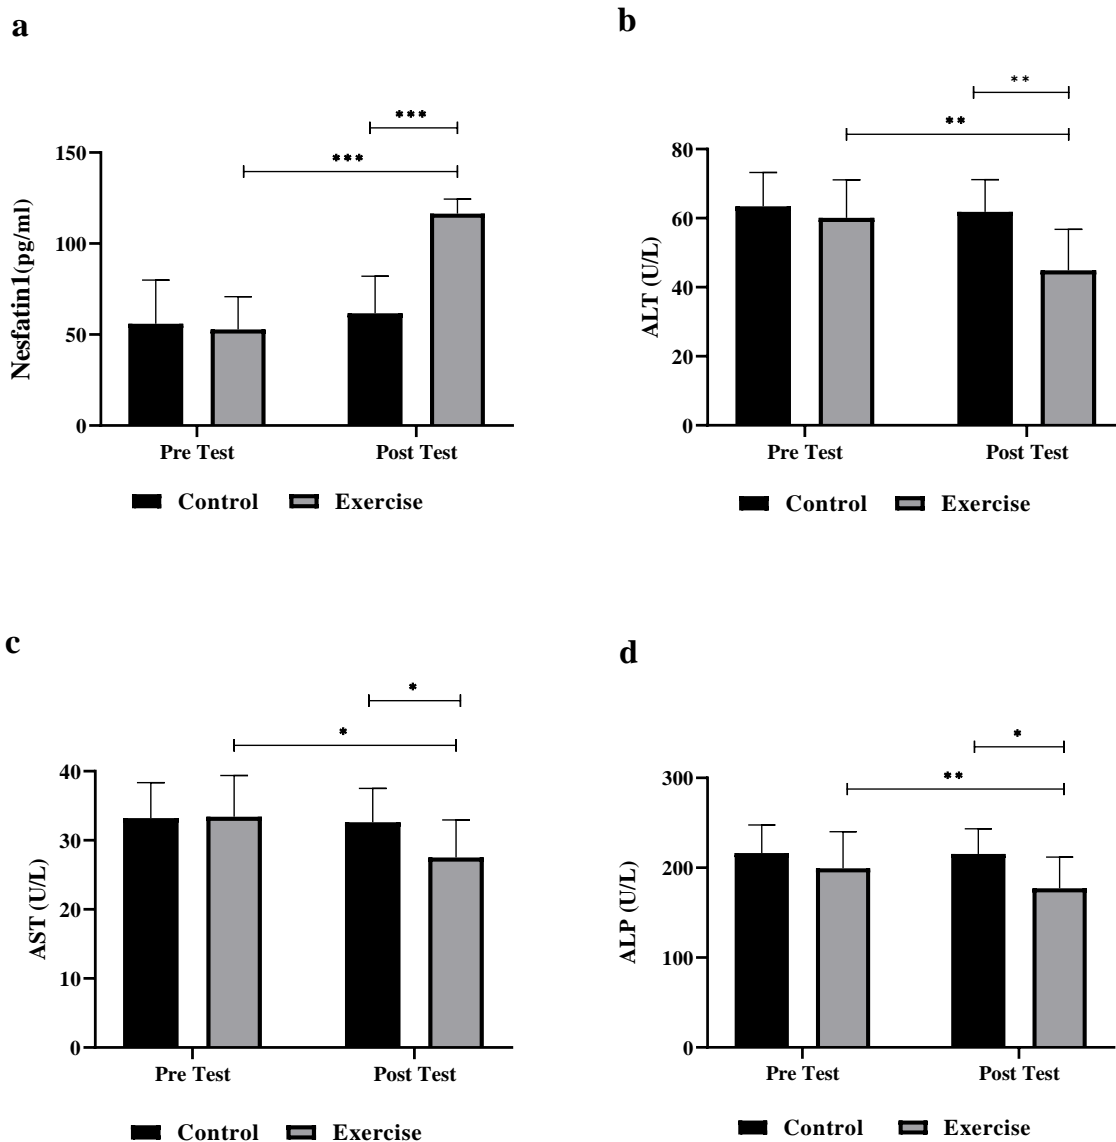 a
***
***
150
100
50
0
Nesfatin1(pg/ml)
Pre Test
Post Test
Control
Exercise
b
**
**
80
60
40
20
0
ALT (U/L)
Pre Test
Post Test
Control
Exercise
c
*
*
40
30
20
10
0
AST (U/L)
Pre Test
Post Test
Control
Exercise
d
*
**
300
200
100
0
ALP (U/L)
Pre Test
Post Test
Control
Exercise